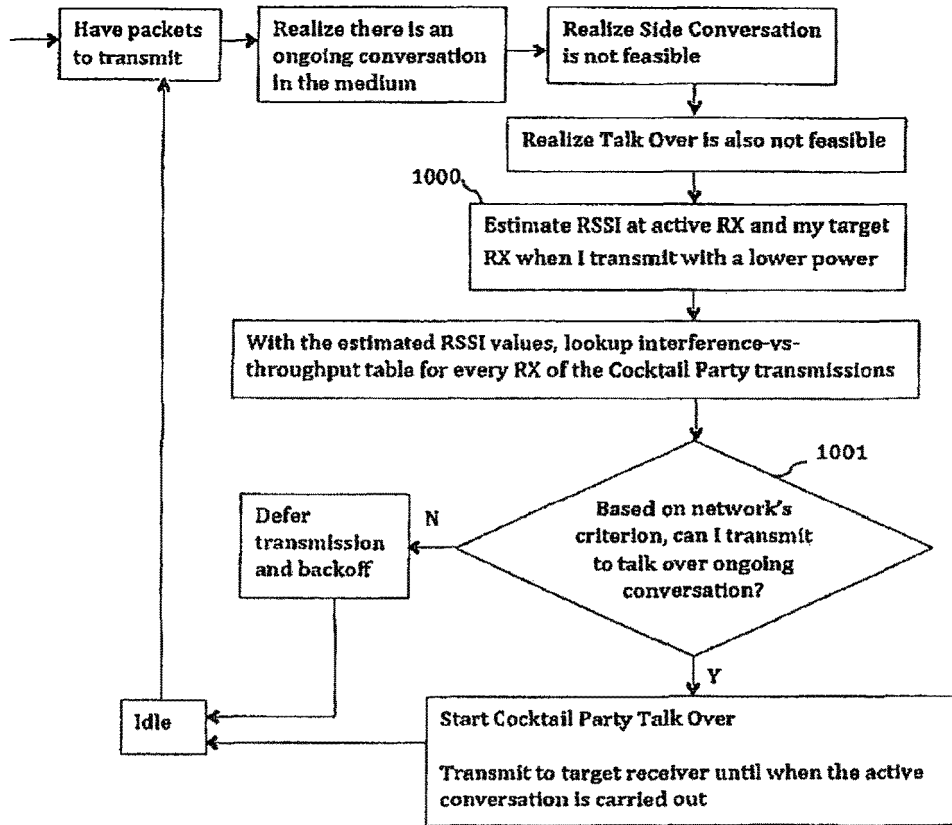 Have packets
to transmit
Realize there is an
ongoing conversation
in the medium
Realize Side Conversation
is not feasible
Realize Talk Over is also not feasible
1000
Estimate RSSI at active RX and my target
RX when I transmit with a lower power
With the estimated RSSI values, lookup interference-vs-
throughput table for every RX of the Cocktail Party transmissions
1001
Based on network's
criterion, can I transmit
to talk over ongoing
conversation?
N
Defer
transmission
and backoff
Y
Idle
Start Cocktail Party Talk Over
Transmit to target receiver until when the active
conversation is carried out